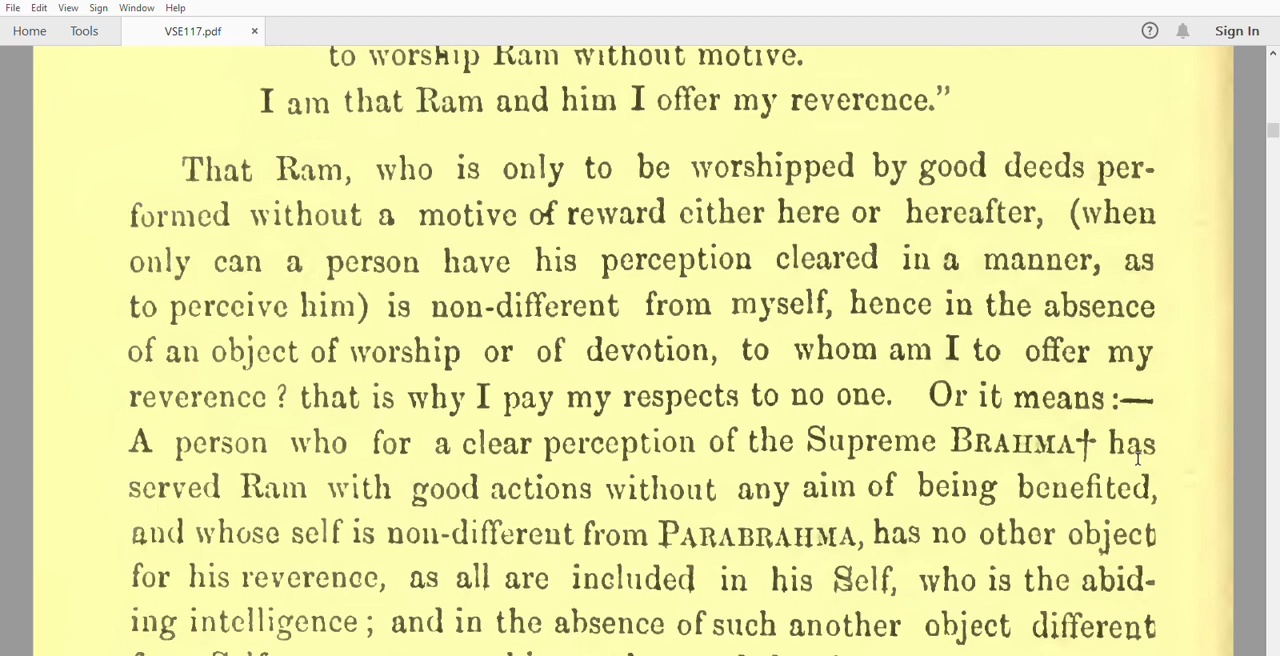 File Edit View Sign Window Help
Home Tools VSE117.pdf × ? Sign In
to worship Ram without motive.
I am that Ram and him I offer my reverence.”
That Ram, who is only to be worshipped by good deeds per-
formed without a motive of reward either here or hereafter, (when
only can a person have his perception cleared in a manner, as
to perceive him) is non-different from myself, hence in the absence
of an object of worship or of devotion, to whom am I to offer my
reverence ? that is why I pay my respects to no one. Or it means :—
A person who for a clear perception of the Supreme BRAHMA† has
served Ram with good actions without any aim of being benefited,
and whose self is non-different from PARABRAHMA, has no other object
for his reverence, as all are included in his Self, who is the abid-
ing intelligence ; and in the absence of such another object different